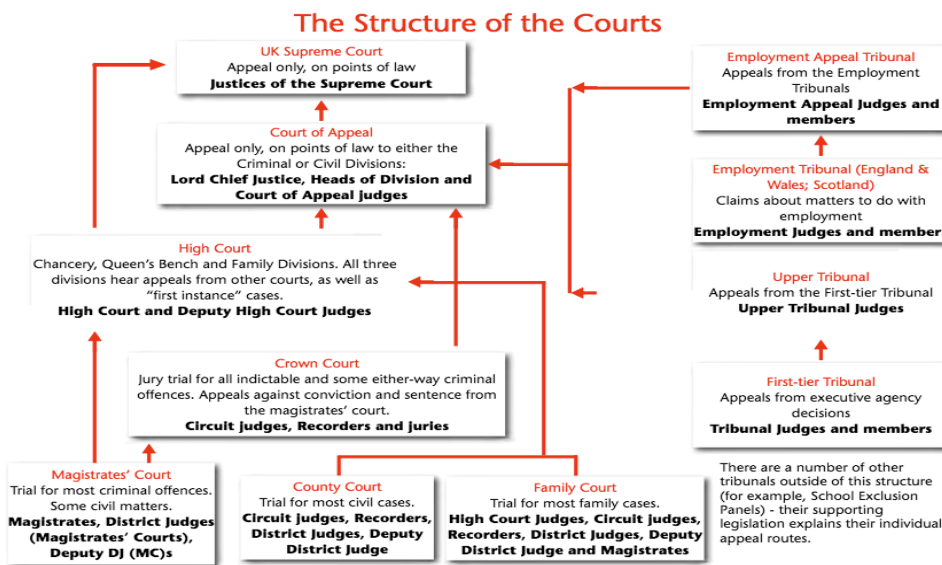 The Structure of the Courts
UK Supreme Court
Appeal only, on points of law
Justices of the Supreme Court
Court of Appeal
Appeal only, on points of law to either the
Criminal or Civil Divisions:
Lord Chief Justice, Heads of Division and
Court of Appeal judges
High Court
Chancery, Queen's Bench and Family Divisions. All three
divisions hear appeals from other courts, as well as
"first instance" cases.
High Court and Deputy High Court Judges
Crown Court
Jury trial for all indictable and some either-way criminal
offences. Appeals against conviction and sentence from
the magistrates' court.
Circuit judges, Recorders and juries
Magistrates' Court
Trial for most criminal offences.
Some civil matters.
Magistrates, District Judges
(Magistrates' Courts),
Deputy DJ (MC)s
County Court
Trial for most civil cases.
Circuit judges, Recorders,
District Judges, Deputy
District Judge
Family Court
Trial for most family cases.
High Court Judges, Circuit judges,
Recorders, District Judges, Deputy
District Judge and Magistrates
Employment Appeal Tribunal
Appeals from the Employment
Tribunals
Employment Appeal Judges and
members
Employment Tribunal (England &
Wales; Scotland)
Claims about matters to do with
employment
Employment Judges and member
Upper Tribunal
Appeals from the First-tier Tribunal
Upper Tribunal Judges
First-tier Tribunal
Appeals from executive agency
decisions
Tribunal Judges and members
There are a number of other
tribunals outside of this structure
(for example, School Exclusion
Panels) - their supporting
legislation explains their individual
appeal routes.